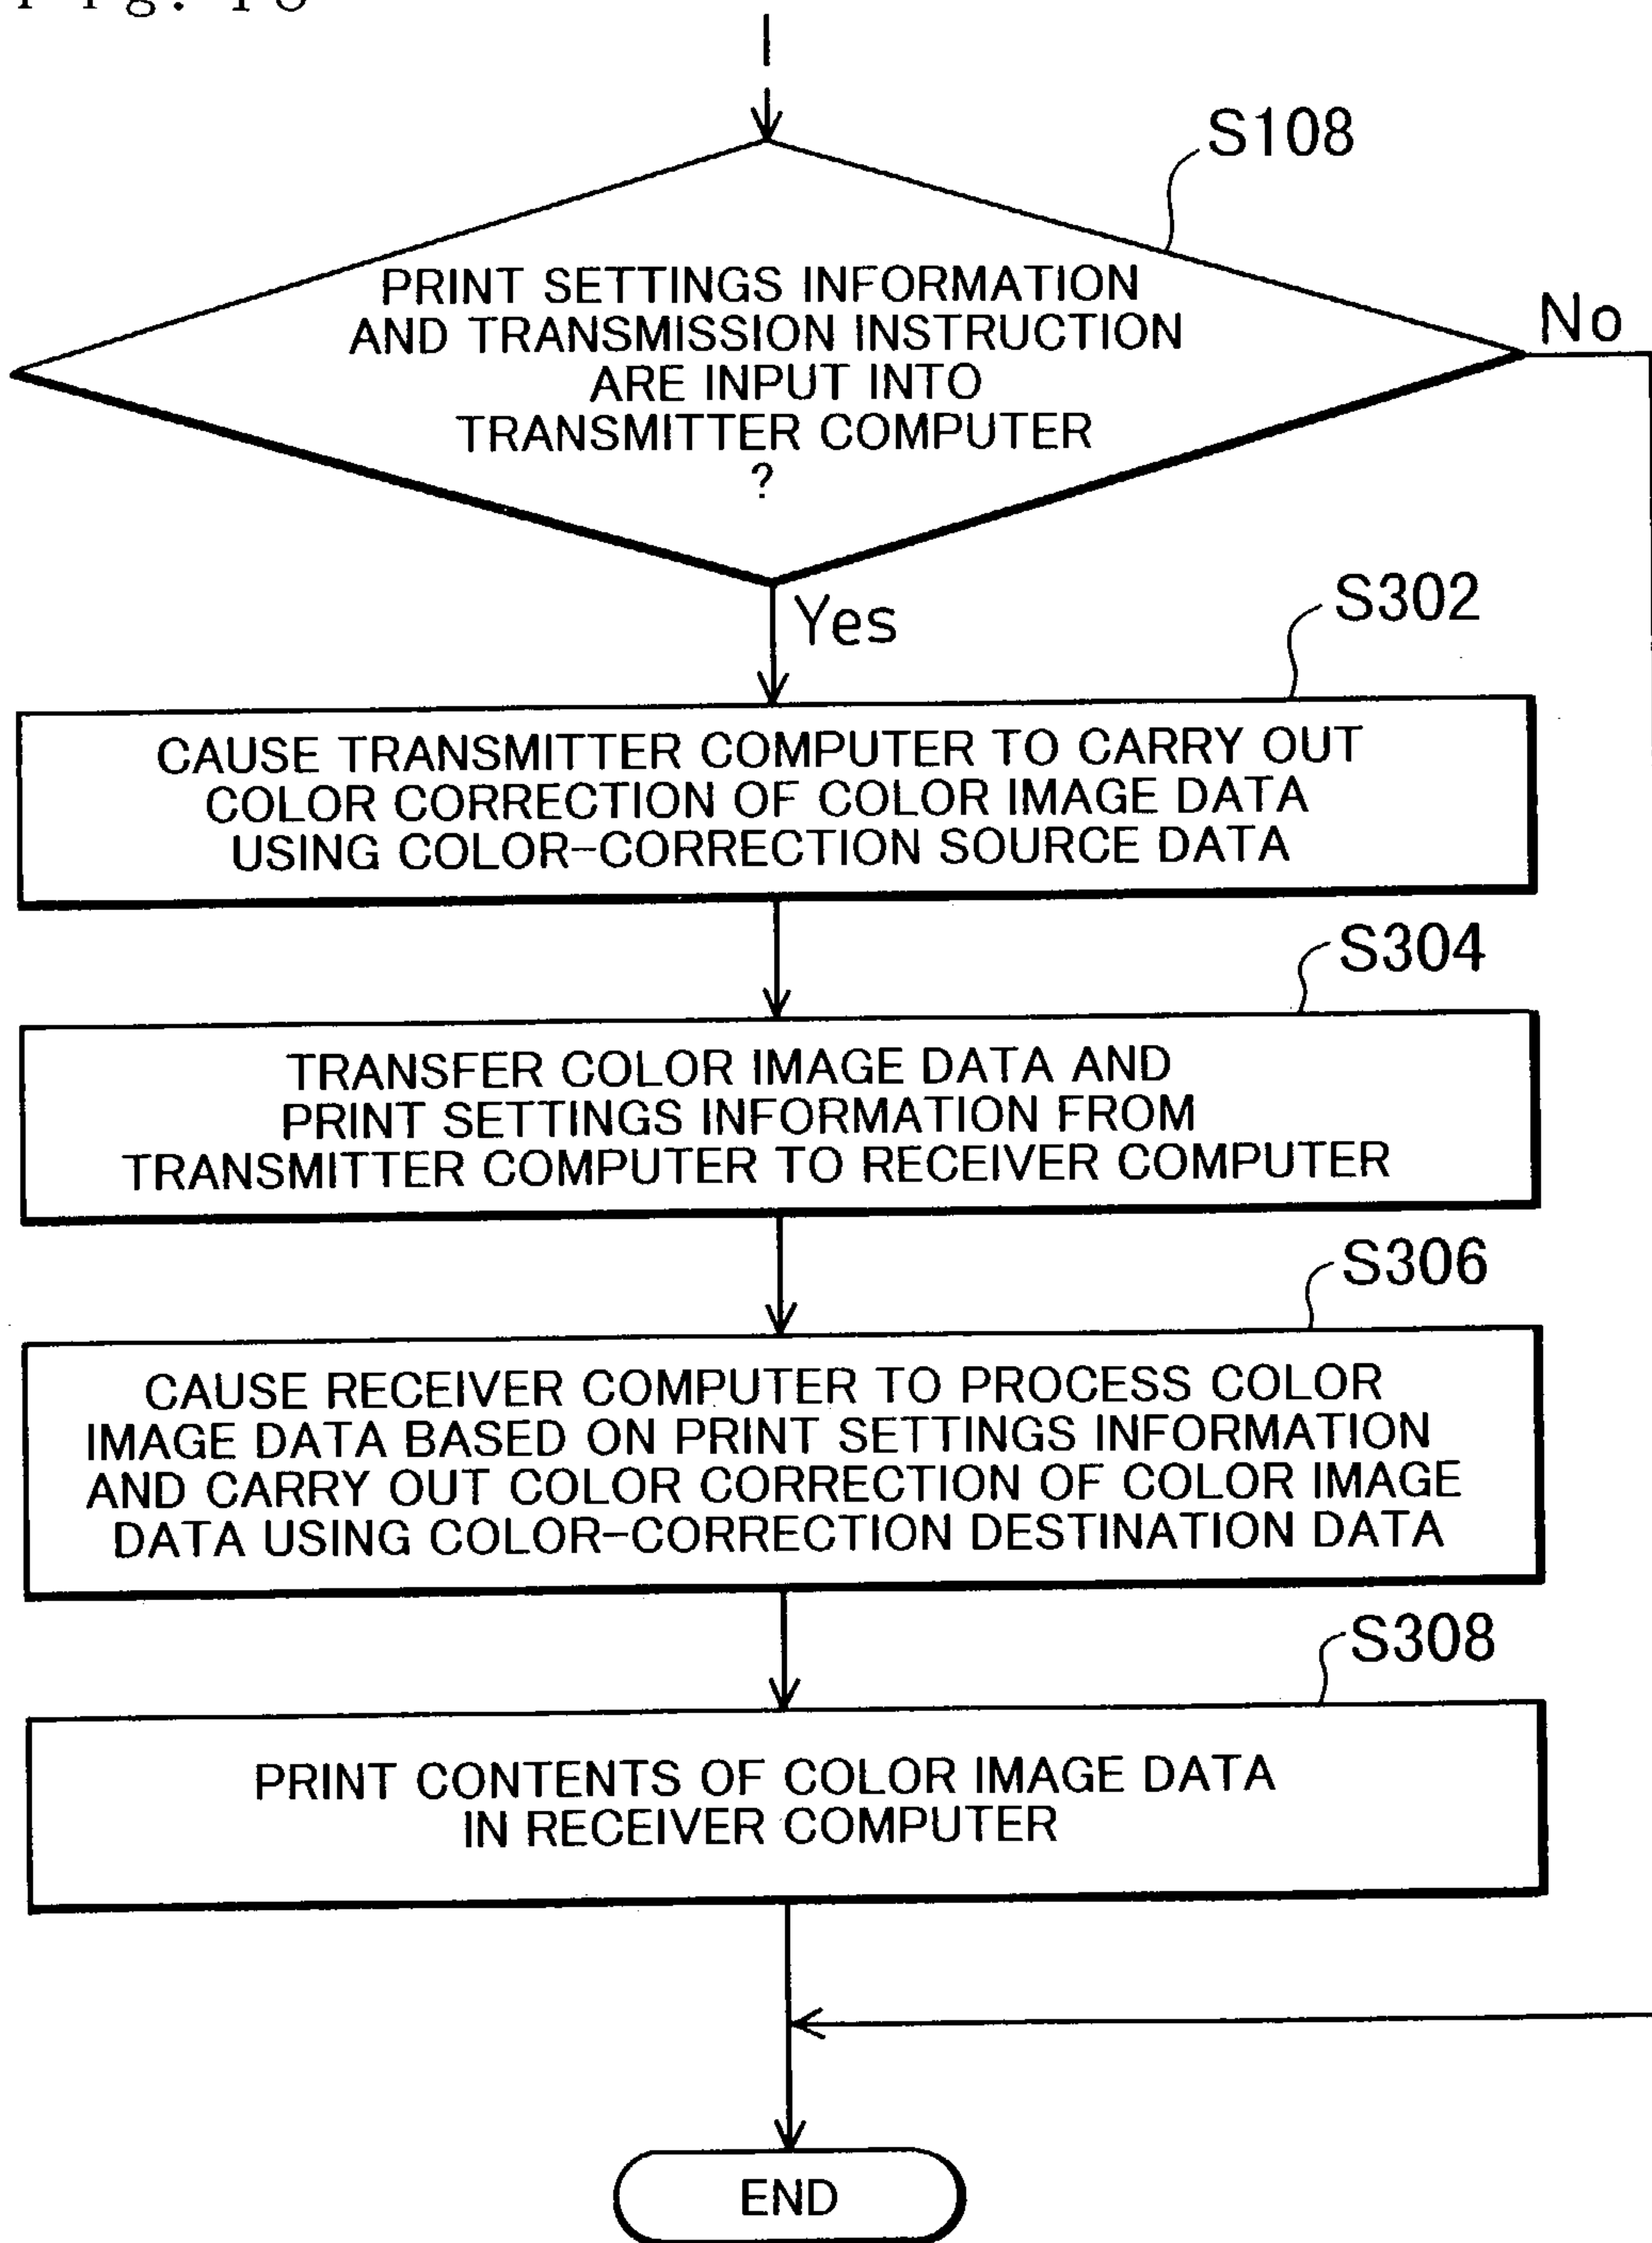 S108
PRINT SETTINGS INFORMATION
AND TRANSMISSION INSTRUCTION
ARE INPUT INTO
TRANSMITTER COMPUTER
?
No
Yes
S302
CAUSE TRANSMITTER COMPUTER TO CARRY OUT
COLOR CORRECTION OF COLOR IMAGE DATA
USING COLOR-CORRECTION SOURCE DATA
S304
TRANSFER COLOR IMAGE DATA AND
PRINT SETTINGS INFORMATION FROM
TRANSMITTER COMPUTER TO RECEIVER COMPUTER
S306
CAUSE RECEIVER COMPUTER TO PROCESS COLOR
IMAGE DATA BASED ON PRINT SETTINGS INFORMATION
AND CARRY OUT COLOR CORRECTION OF COLOR IMAGE
DATA USING COLOR-CORRECTION DESTINATION DATA
S308
PRINT CONTENTS OF COLOR IMAGE DATA
IN RECEIVER COMPUTER
END